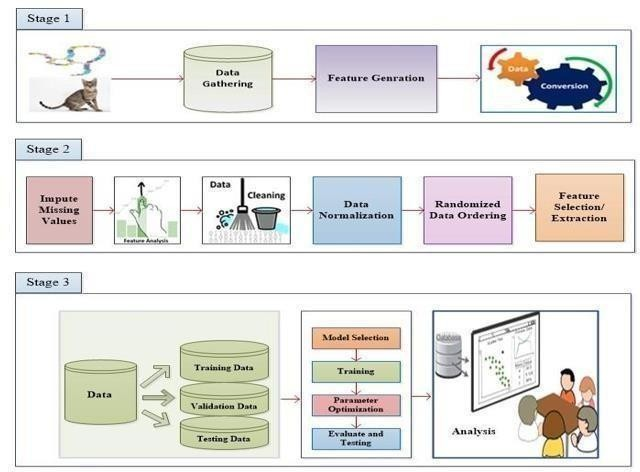 Stage 1
Data
Gathering
Feature Genration
Data
Conversion
Stage 2
Impute
Missing
Values
Feature Analysis
Data
Cleaning
Data
Normalization
Randomized
Data Ordering
Feature
Selection/
Extraction
Stage 3
Data
Training Data
Validation Data
Testing Data
Model Selection
Training
Parameter
Optimization
Evaluate and
Testing
Database
Analysis